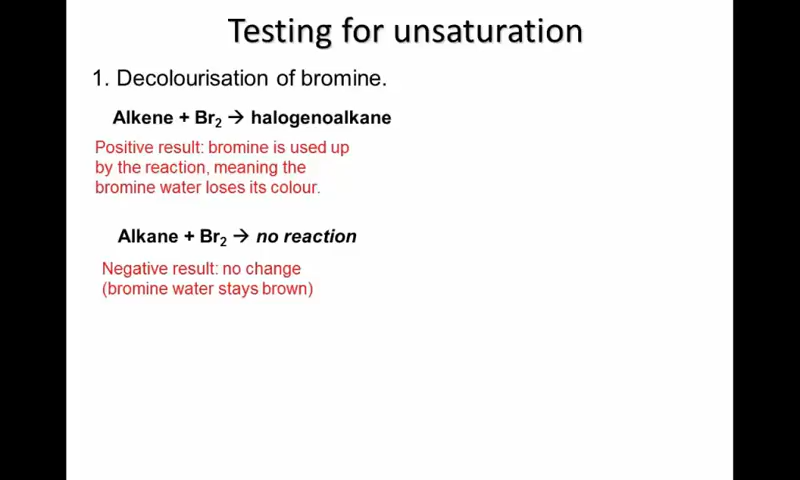 Testing for unsaturation
1. Decolourisation of bromine.
Alkene + Br₂ → halogenoalkane
Positive result: bromine is used up
by the reaction, meaning the
bromine water loses its colour.
Alkane + Br₂ → no reaction
Negative result: no change
(bromine water stays brown)